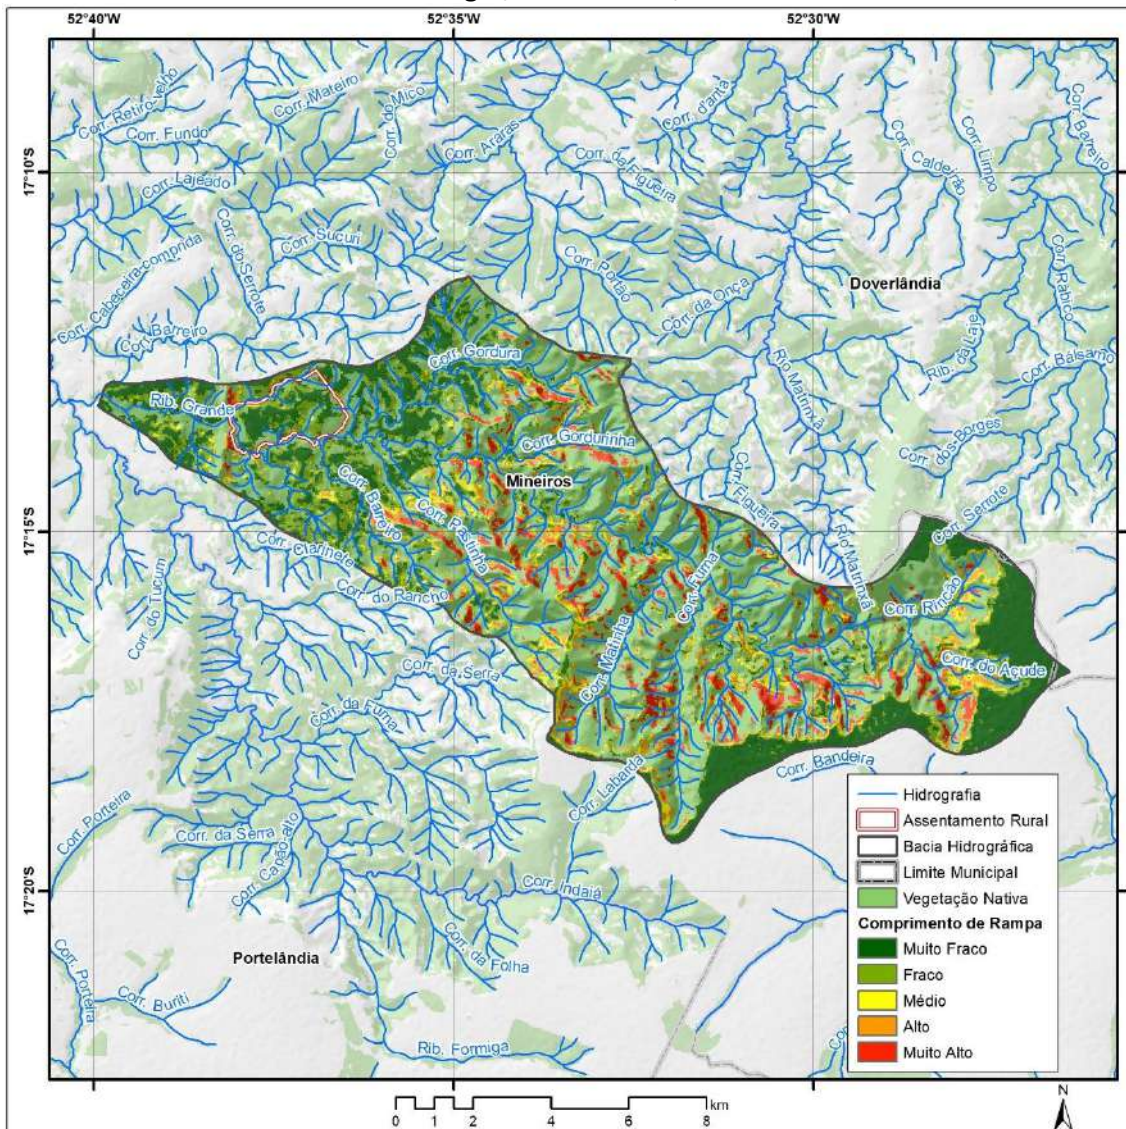 52°40'W 52°35'W 52°30'W
Corr. Retiro-velho
Corr. Mateiro
Corr. do Mico
Corr. d'anta
Corr. Barreiro
Corr. Fundo
Corr. Araras
Corr. Limpo
Corr. Caldeirão
17°10'S
Corr. da Figueira
Corr. Lajeado
Corr. do Serrote
Corr. Sucuri
Corr. Cabeceira-comprida
Corr. Portão
Corr. da Onça
Doverlândia
Corr. Rabico
Corr. Barreiro
Rib. da Laje
Corr. Bálsamo
Corr. Gordura
Rio Matrinxã
Rib. Grande
Corr. Gordurinha
Corr. dos-Borges
Mineiros
Corr. Figueira
Corr. Barreiro
Corr. Rastinha
Corr. Serrote
17°15'S
Corr. Clarinete
Rio Matrinxã
Corr. Furna
Corr. do Rancho
Corr. Rincão
Corr. do Tucum
Corr. Matinha
Corr. da Serra
Corr. do Açude
Corr. da Furna
Corr. Bandeira
Corr. Labarda
Corr. Porteira
Corr. da Serra
Corr. Capão-alto
17°20'S
Corr. Indaiá
Corr. da Folha
Portelândia
Corr. Porteira
Corr. Buriti
Rib. Formiga
Hidrografia
Assentamento Rural
Bacia Hidrográfica
Limite Municipal
Vegetação Nativa
Comprimento de Rampa
Muito Fraco
Fraco
Médio
Alto
Muito Alto
N
0 1 2 4 6 8 km